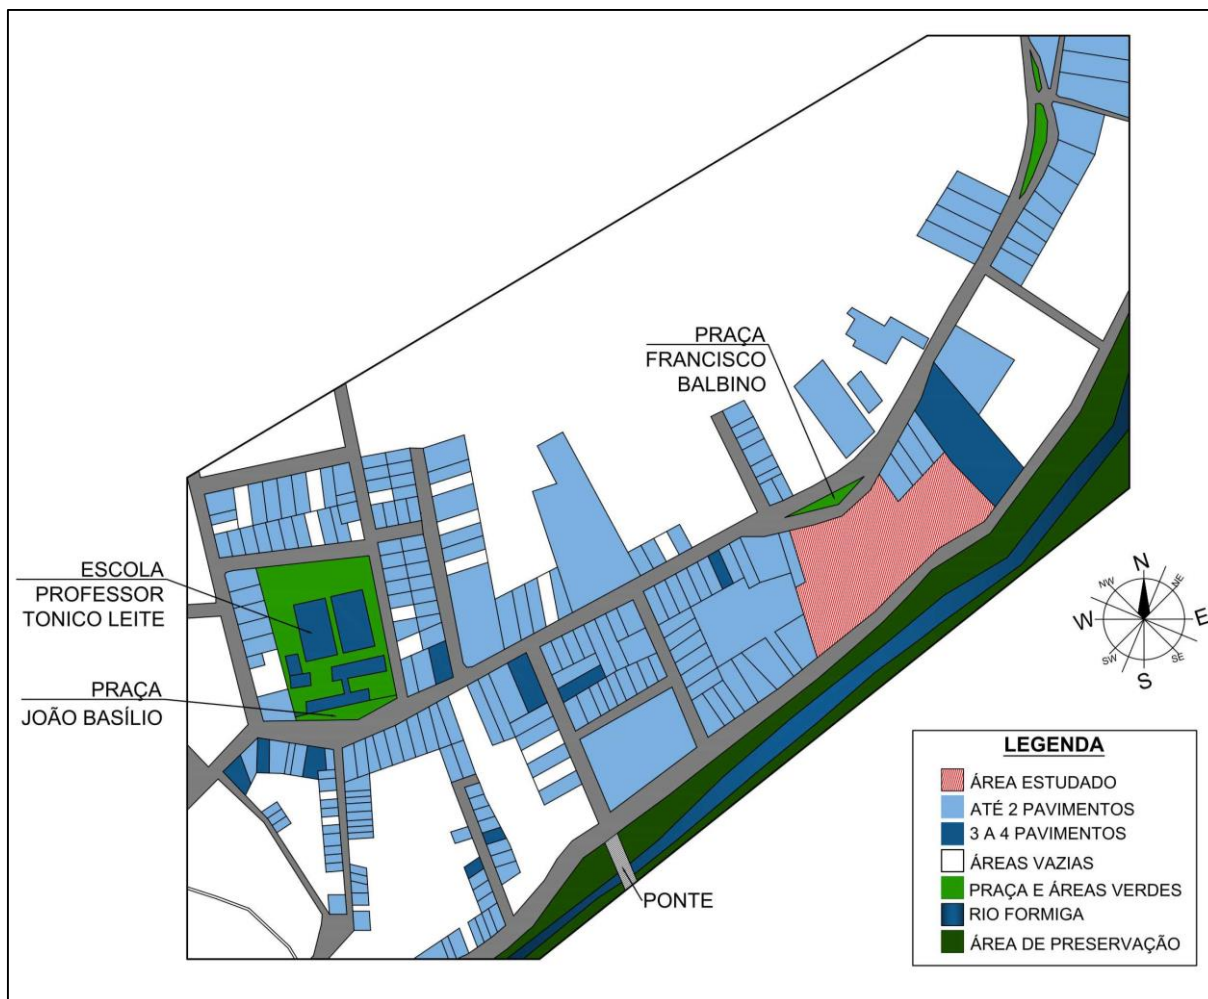 PRAÇA
FRANCISCO
BALBINO
ESCOLA
PROFESSOR
TONICO LEITE
PRAÇA
JOÃO BASÍLIO
PONTE
N
NW
NE
W
E
SW
SE
S
LEGENDA
ÁREA ESTUDADO
ATÉ 2 PAVIMENTOS
3 A 4 PAVIMENTOS
ÁREAS VAZIAS
PRAÇA E ÁREAS VERDES
RIO FORMIGA
ÁREA DE PRESERVAÇÃO